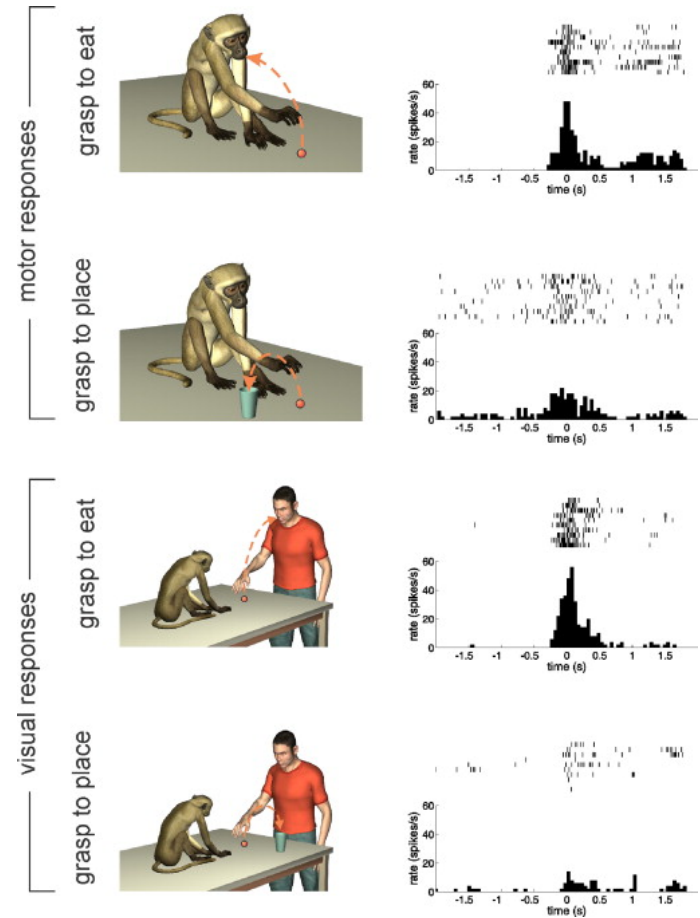 motor responses
grasp to eat
rate (spikes/s)
60
40
20
0
-1.5 -1 -0.5 0 0.5 1 1.5
time (s)
grasp to place
rate (spikes/s)
60
40
20
0
-1.5 -1 -0.5 0 0.5 1 1.5
time (s)
visual responses
grasp to eat
rate (spikes/s)
60
40
20
0
-1.5 -1 -0.5 0 0.5 1 1.5
time (s)
grasp to place
rate (spikes/s)
60
40
20
0
-1.5 -1 -0.5 0 0.5 1 1.5
time (s)